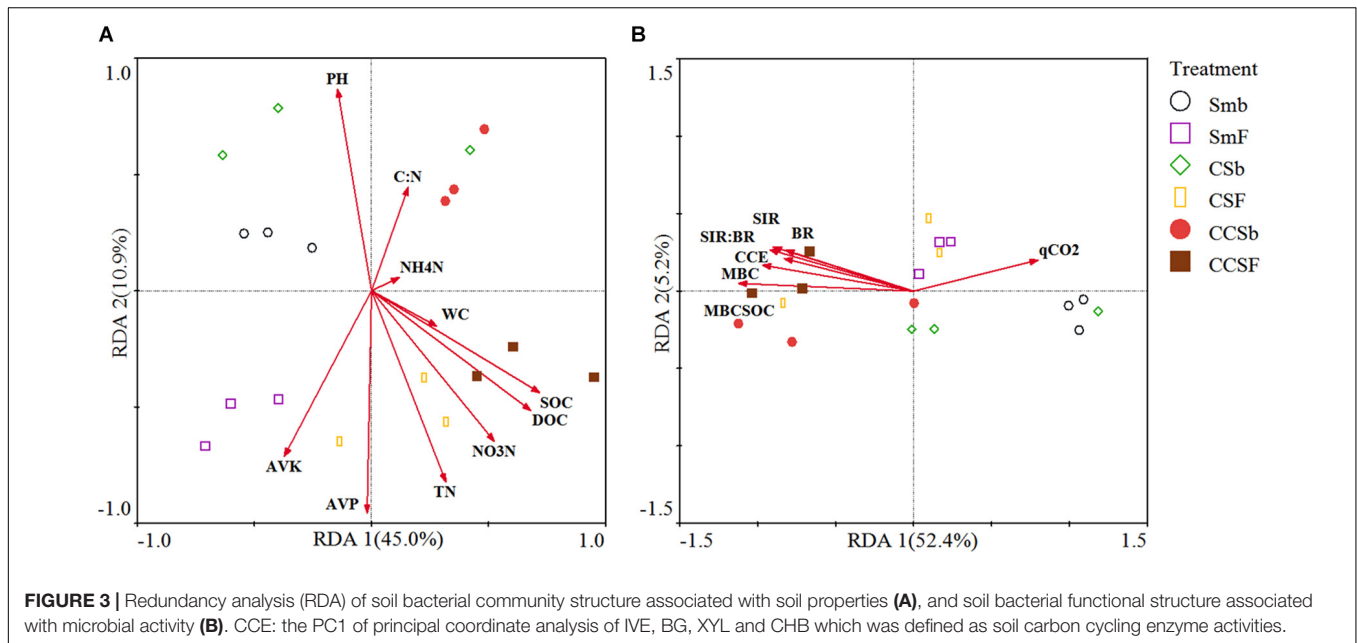 A
B
1.0
PH
C:N
NH4N
WC
SOC
DOC
NO3N
TN
AVP
AVK
RDA 2(10.9%)
-1.0
-1.0
RDA 1(45.0%)
1.0
1.5
SIR
SIR:BR
BR
CCE
MBC
MBCSOC
qCO2
RDA 2(5.2%)
-1.5
-1.5
RDA 1(52.4%)
1.5
Treatment
Smb
SmF
CSb
CSF
CCSb
CCSF
FIGURE 3 | Redundancy analysis (RDA) of soil bacterial community structure associated with soil properties (A), and soil bacterial functional structure associated
with microbial activity (B). CCE: the PC1 of principal coordinate analysis of IVE, BG, XYL and CHB which was defined as soil carbon cycling enzyme activities.